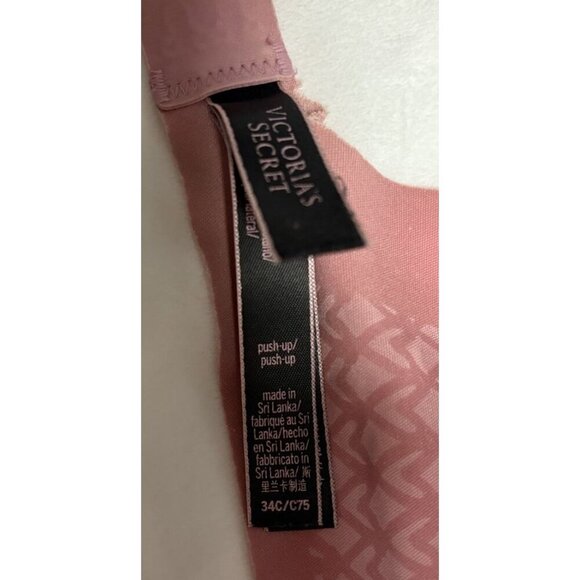 VICTORIA'S
SECRET
push-up/
push-up
made in
Sri Lanka/
fabriqué au Sri
Lanka/hecho
en Sri Lanka/
fabbricato in
Sri Lanka/ 斯
里兰卡制造
34C/C75